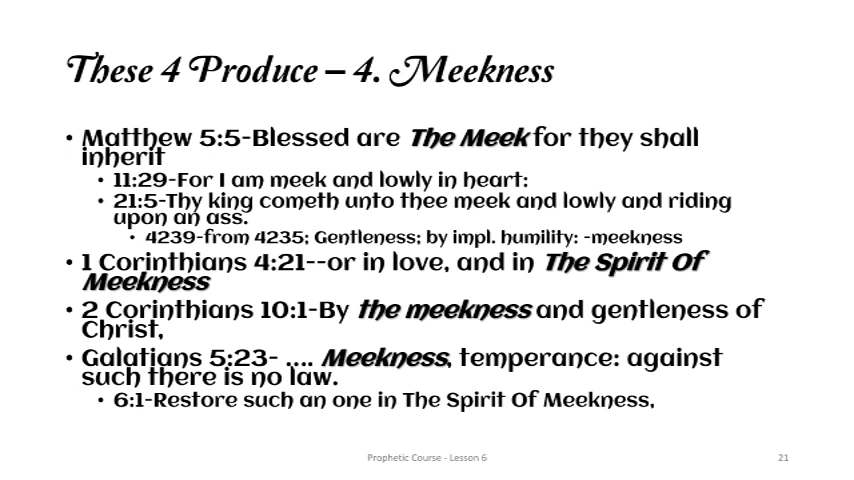 These 4 Produce – 4. Meekness
• Matthew 5:5-Blessed are The Meek for they shall
inherit
• 11:29-For I am meek and lowly in heart:
• 21:5-Thy king cometh unto thee meek and lowly and riding
upon an ass.
• 4239-from 4235; Gentleness; by impl. humility: -meekness
• 1 Corinthians 4:21--or in love, and in The Spirit Of
Meekness
• 2 Corinthians 10:1-By the meekness and gentleness of
Christ,
• Galatians 5:23- .... Meekness, temperance: against
such there is no law.
• 6:1-Restore such an one in The Spirit Of Meekness,
Prophetic Course - Lesson 6
21